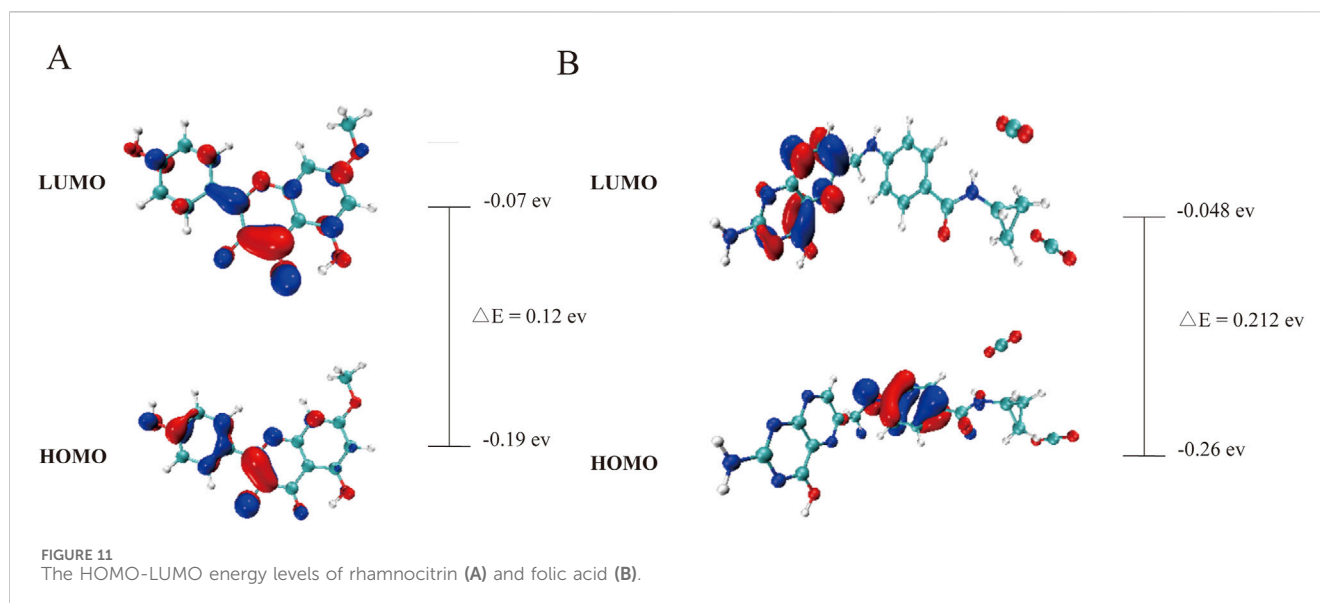 A
B
LUMO
-0.07 ev
△E = 0.12 ev
HOMO
-0.19 ev
LUMO
-0.048 ev
△E = 0.212 ev
HOMO
-0.26 ev
FIGURE 11
The HOMO-LUMO energy levels of rhamnocitrin (A) and folic acid (B).